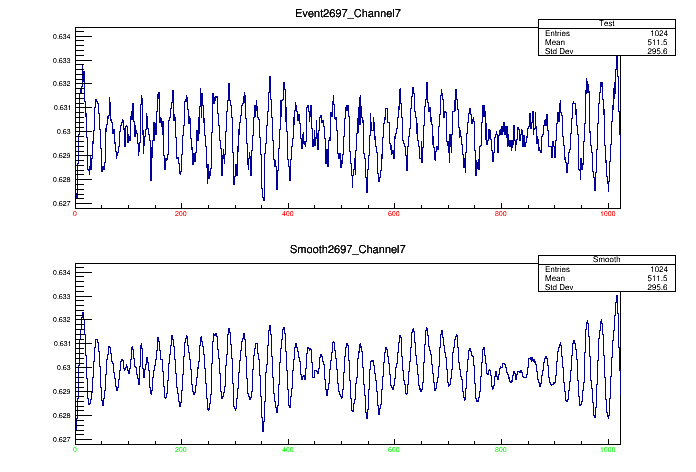 Event2697_Channel7
Test
Entries 1024
Mean 511.5
Std Dev 295.6
0.634
0.633
0.632
0.631
0.63
0.629
0.628
0.627
0 200 400 600 800 1000
Smooth2697_Channel7
Smooth
Entries 1024
Mean 511.5
Std Dev 295.6
0.634
0.633
0.632
0.631
0.63
0.629
0.628
0.627
0 200 400 600 800 1000